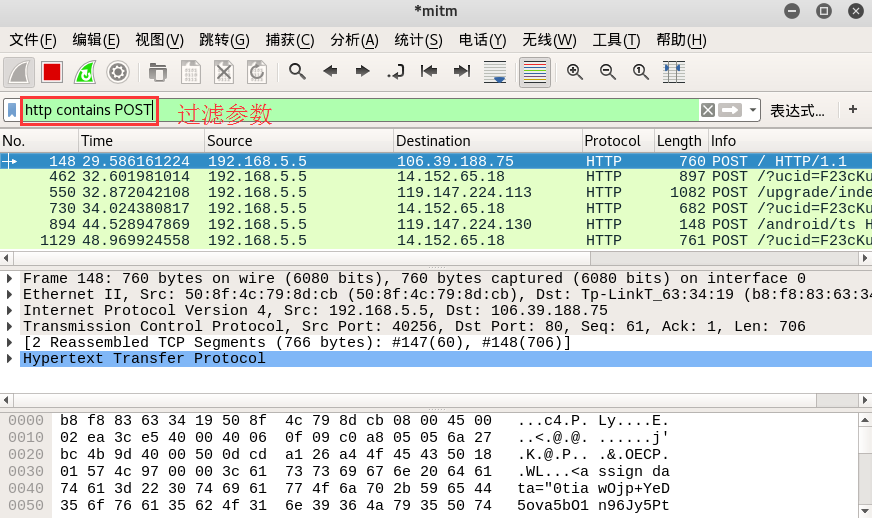 *mitm
文件(F) 编辑(E) 视图(V) 跳转(G) 捕获(C) 分析(A) 统计(S) 电话(Y) 无线(W) 工具(T) 帮助(H)
http contains POST 过滤参数 表达式... +
No. Time Source Destination Protocol Length Info
148 29.586161224 192.168.5.5 106.39.188.75 HTTP 760 POST / HTTP/1.1
462 32.601981014 192.168.5.5 14.152.65.18 HTTP 897 POST /?ucid=F23cKu
550 32.872042108 192.168.5.5 119.147.224.113 HTTP 1082 POST /upgrade/inde
730 34.024380817 192.168.5.5 14.152.65.18 HTTP 682 POST /?ucid=F23cKu
894 44.528947869 192.168.5.5 119.147.224.130 HTTP 148 POST /android/ts H
1129 48.969924558 192.168.5.5 14.152.65.18 HTTP 761 POST /?ucid=F23cKu
Frame 148: 760 bytes on wire (6080 bits), 760 bytes captured (6080 bits) on interface 0
Ethernet II, Src: 50:8f:4c:79:8d:cb (50:8f:4c:79:8d:cb), Dst: Tp-LinkT_63:34:19 (b8:f8:83:63:34
Internet Protocol Version 4, Src: 192.168.5.5, Dst: 106.39.188.75
Transmission Control Protocol, Src Port: 40256, Dst Port: 80, Seq: 61, Ack: 1, Len: 706
[2 Reassembled TCP Segments (766 bytes): #147(60), #148(706)]
Hypertext Transfer Protocol
0000 b8 f8 83 63 34 19 50 8f 4c 79 8d cb 08 00 45 00 ...c4.P. Ly....E.
0010 02 ea 3c e5 40 00 40 06 0f 09 c0 a8 05 05 6a 27 ..<.@.@. ......j'
0020 bc 4b 9d 40 00 50 0d cd a1 26 a4 4f 45 43 50 18 .K.@.P.. .&.OECP.
0030 01 57 4c 97 00 00 3c 61 73 73 69 67 6e 20 64 61 .WL...<a ssign da
0040 74 61 3d 22 30 74 69 61 77 4f 6a 70 2b 59 65 44 ta="0tia wOjp+YeD
0050 35 6f 76 61 35 62 4f 31 6e 39 36 4a 79 35 50 74 5ova5bO1 n96Jy5Pt